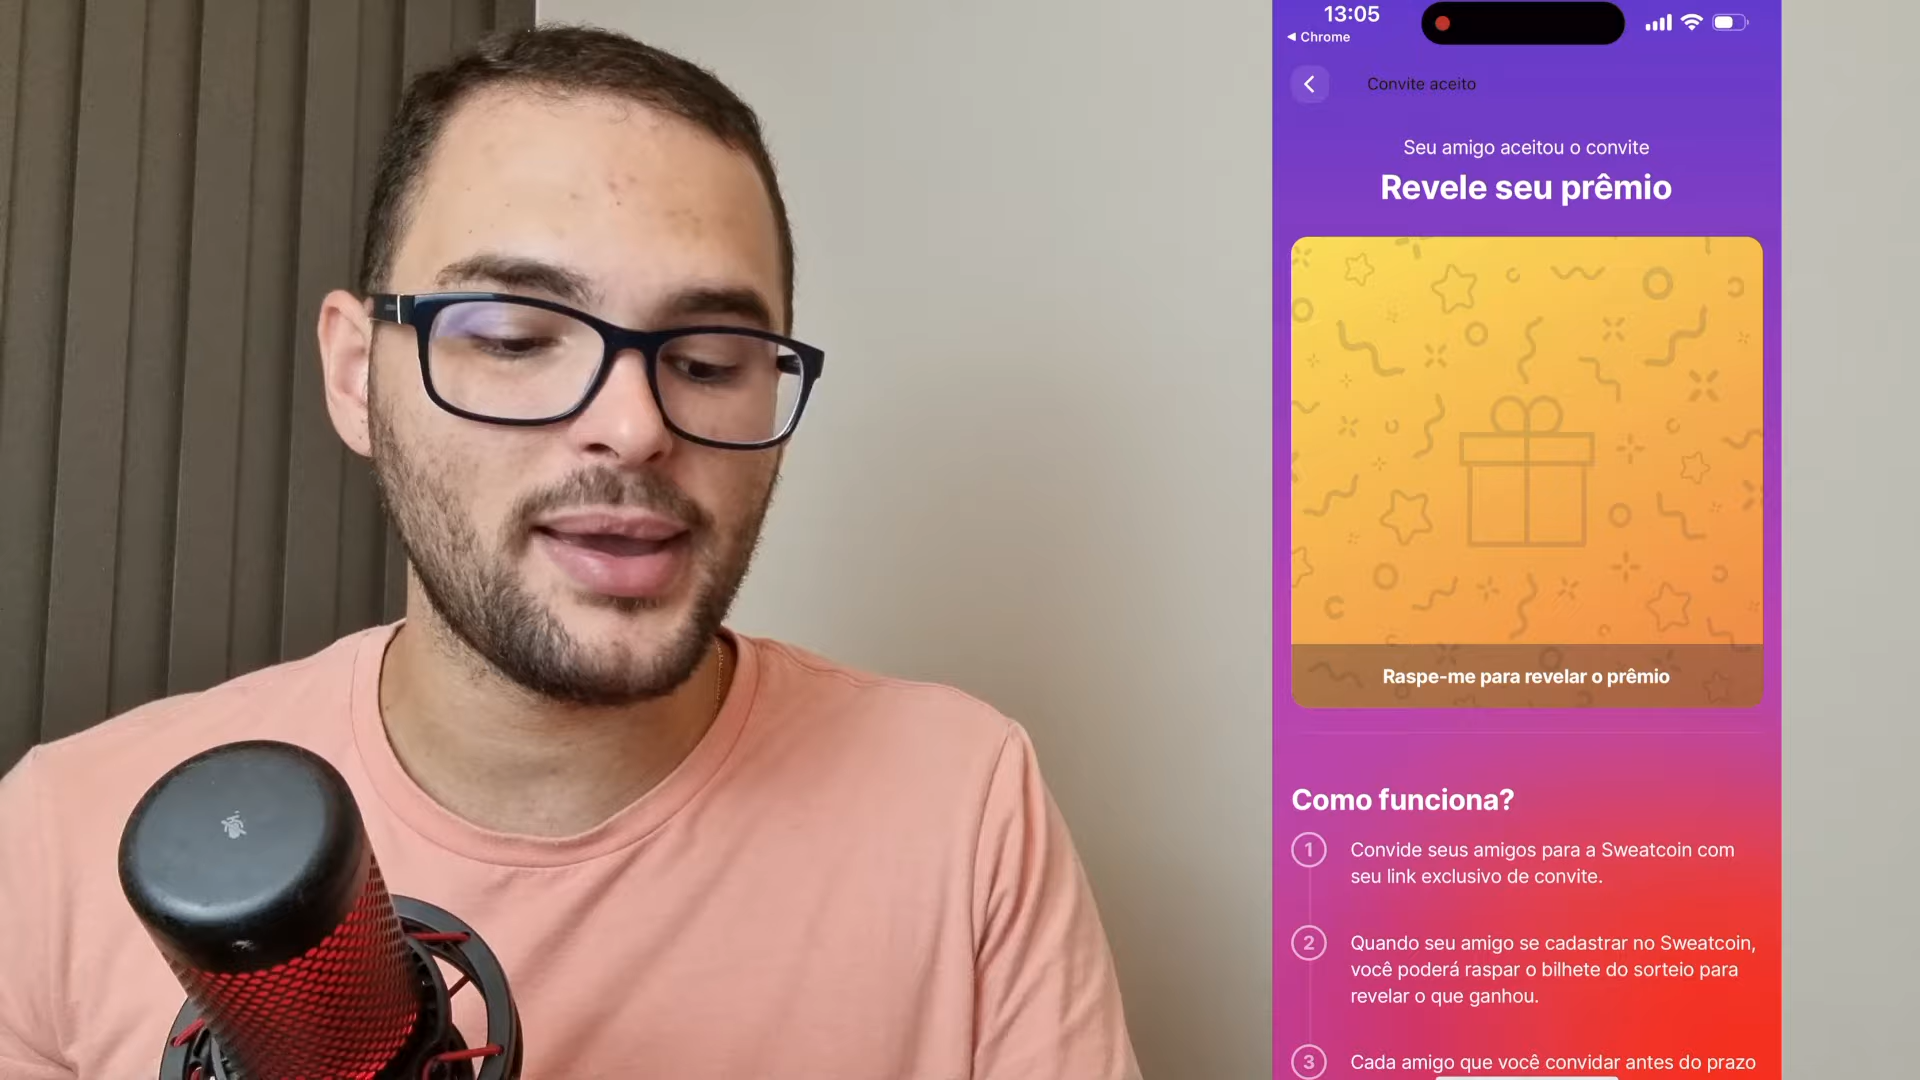 13:05
◀ Chrome
Convite aceito
Seu amigo aceitou o convite
Revele seu prêmio
Raspe-me para revelar o prêmio
Como funciona?
1 Convide seus amigos para a Sweatcoin com
seu link exclusivo de convite.
2 Quando seu amigo se cadastrar no Sweatcoin,
você poderá raspar o bilhete do sorteio para
revelar o que ganhou.
3 Cada amigo que você convidar antes do prazo